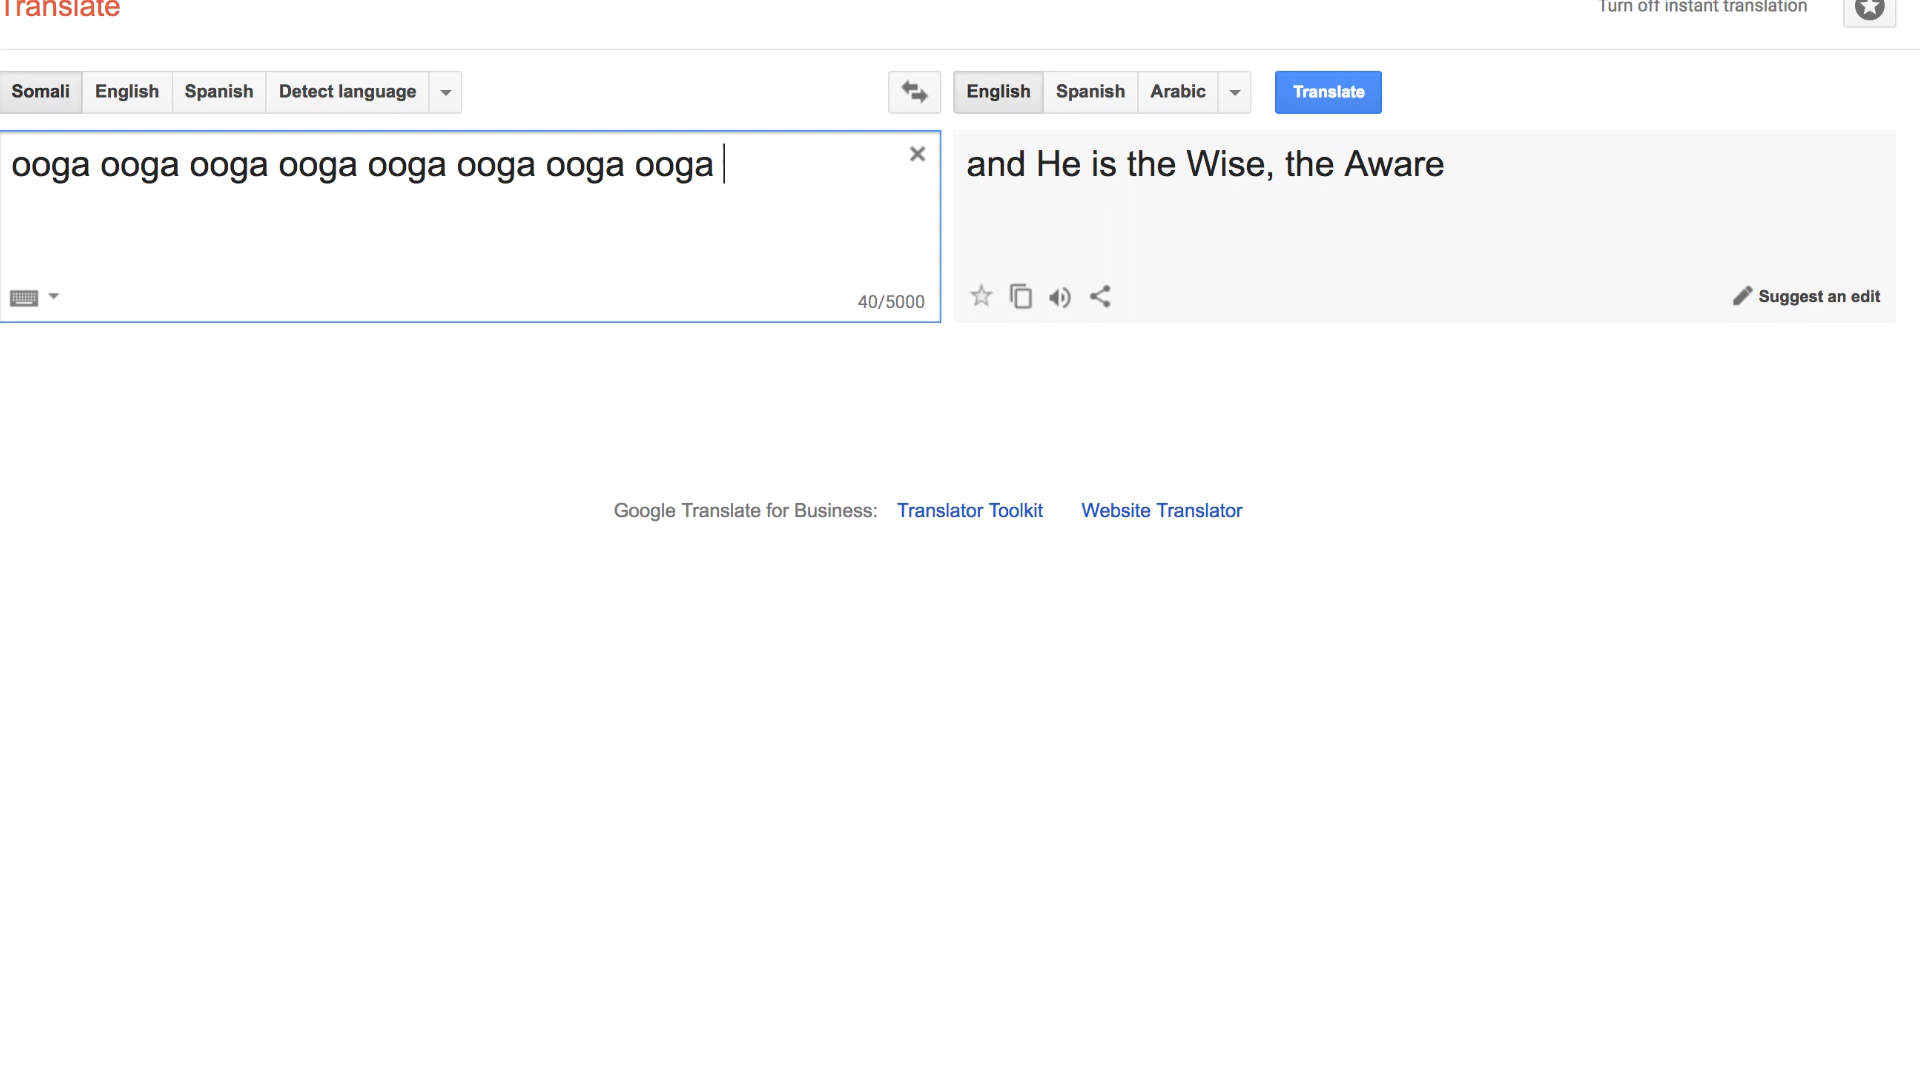 Translate
Turn off instant translation
Somali English Spanish Detect language
English Spanish Arabic Translate
ooga ooga ooga ooga ooga ooga ooga ooga
and He is the Wise, the Aware
40/5000
Suggest an edit
Google Translate for Business: Translator Toolkit Website Translator